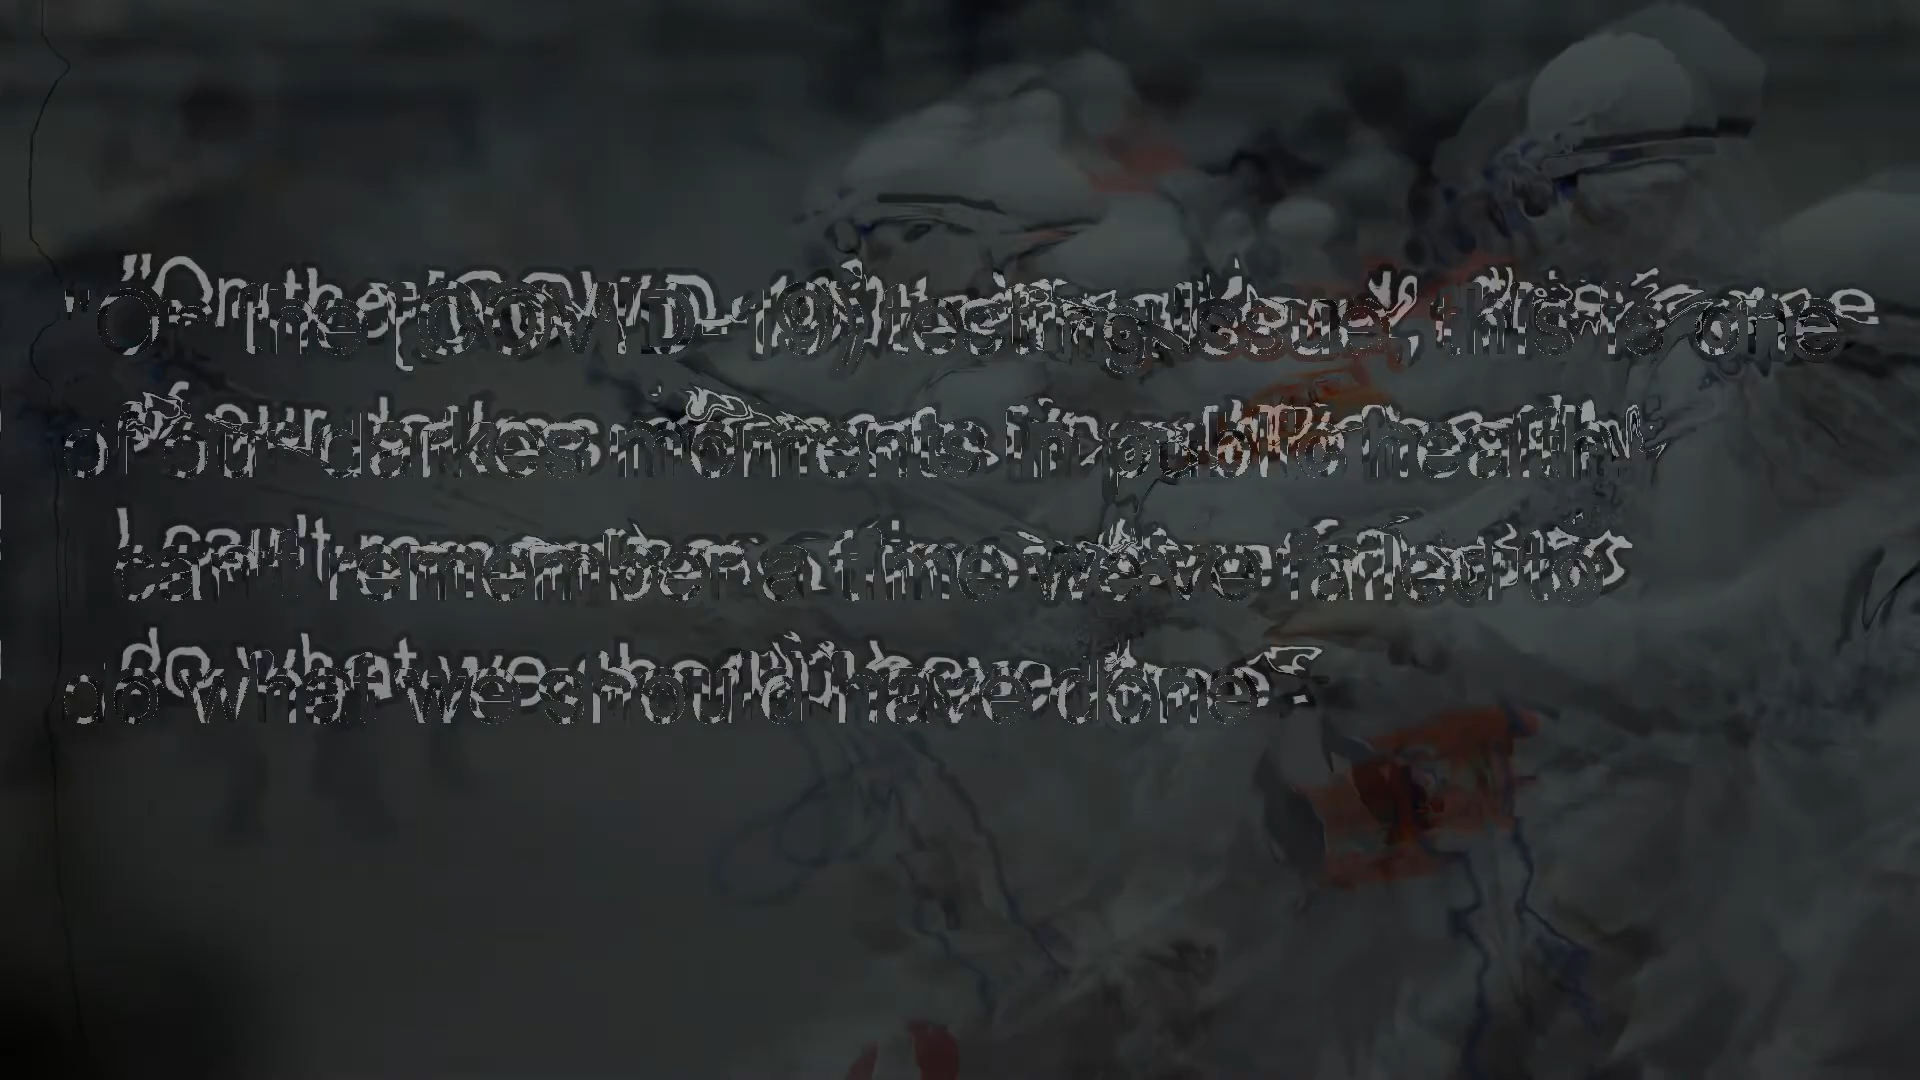 "On the [COVID-19] testing issue, this is one
of our darkes moments in public health
I can't remember a time we've failed to
do what we should have done